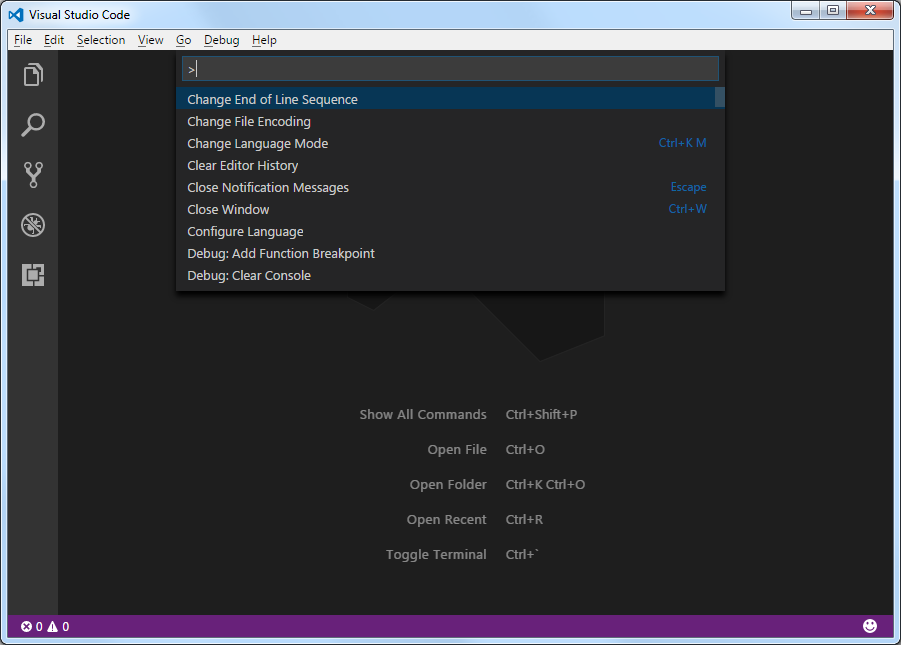 Visual Studio Code
File Edit Selection View Go Debug Help
>
Change End of Line Sequence
Change File Encoding
Change Language Mode Ctrl+K M
Clear Editor History
Close Notification Messages Escape
Close Window Ctrl+W
Configure Language
Debug: Add Function Breakpoint
Debug: Clear Console
Show All Commands Ctrl+Shift+P
Open File Ctrl+O
Open Folder Ctrl+K Ctrl+O
Open Recent Ctrl+R
Toggle Terminal Ctrl+`
0 0